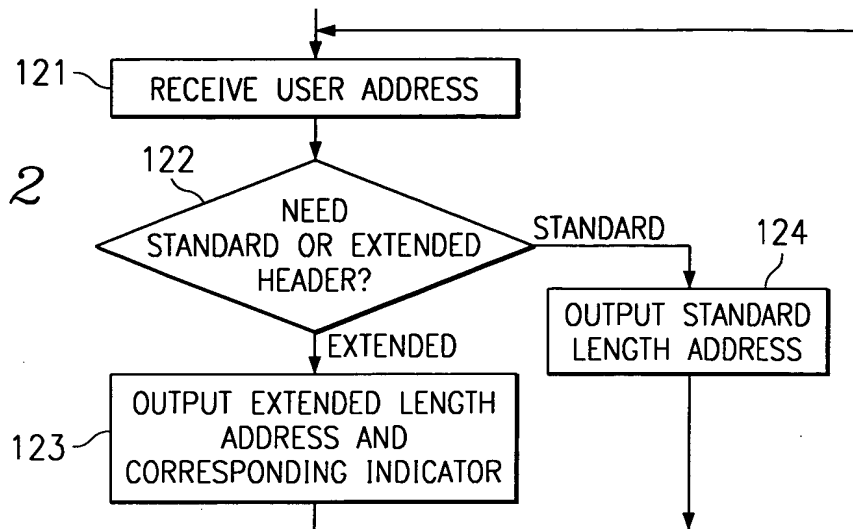 121
RECEIVE USER ADDRESS
2
122
NEED
STANDARD OR EXTENDED
HEADER?
STANDARD
124
OUTPUT STANDARD
LENGTH ADDRESS
EXTENDED
123
OUTPUT EXTENDED LENGTH
ADDRESS AND
CORRESPONDING INDICATOR